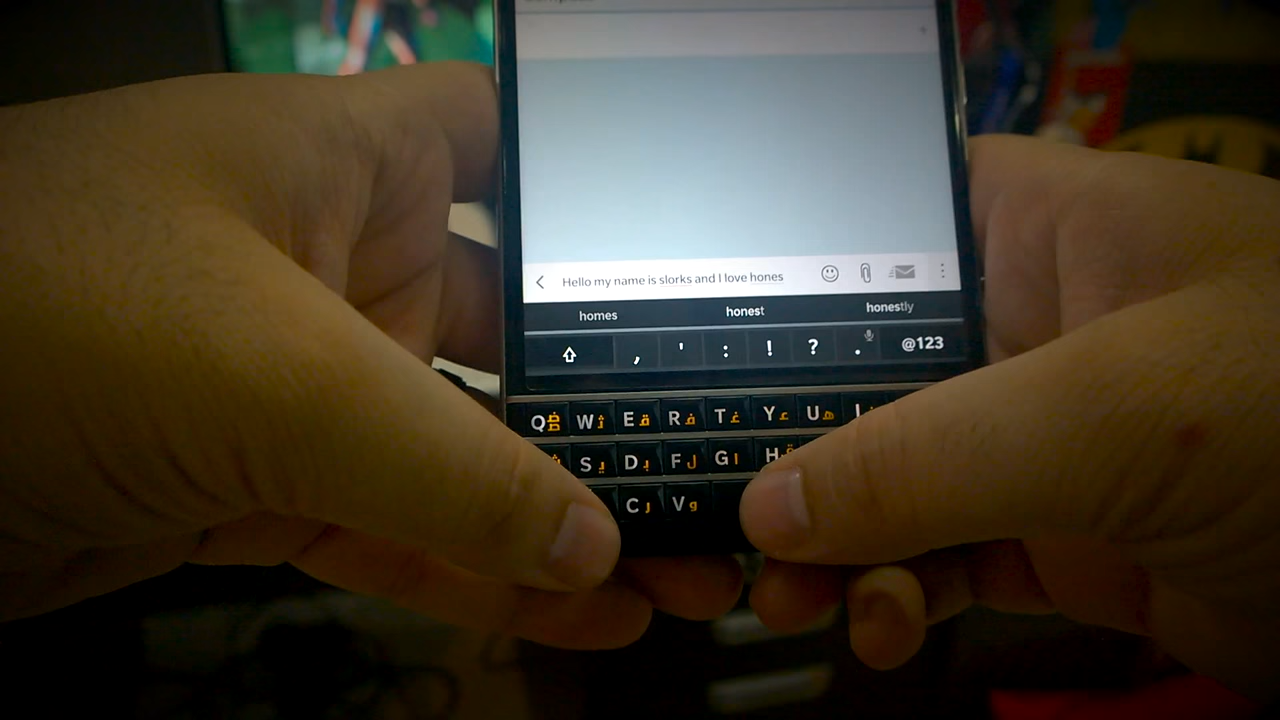 Hello my name is slorks and I love hones
homes honest honestly
, ' : ! ? . @123
Q ظ W ز E ة R ف T غ Y ع U ه I
S ي D ب F ل G ا H
C ر V و